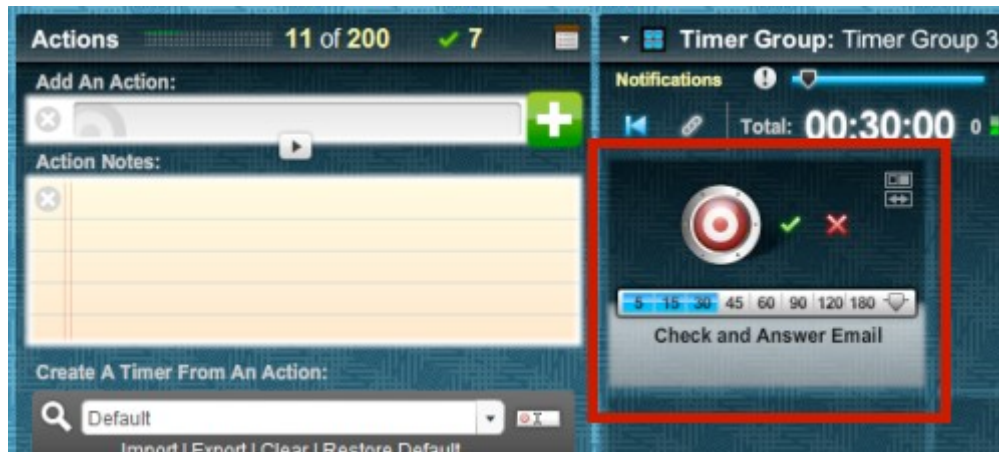 Actions 11 of 200 7
Add An Action:
Action Notes:
Create A Timer From An Action:
Default
Import | Export | Clear | Restore Default
Timer Group: Timer Group 3
Notifications
Total: 00:30:00 0
5 15 30 45 60 90 120 180
Check and Answer Email